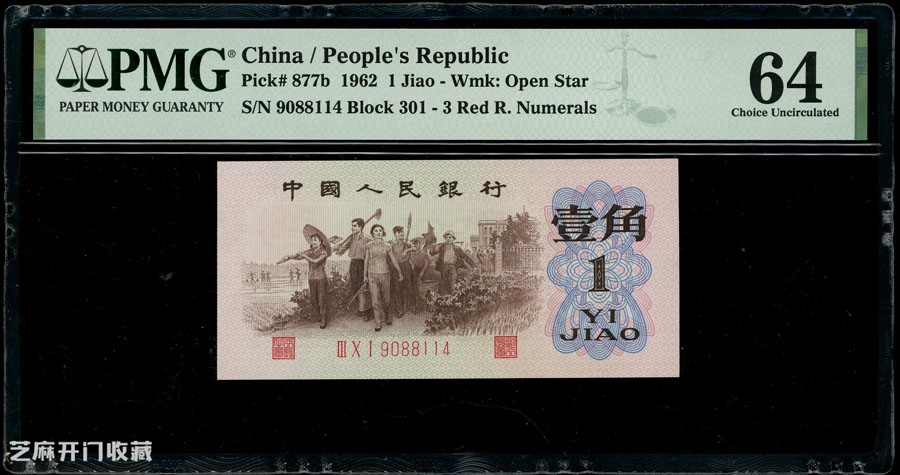 PMG®
PAPER MONEY GUARANTY
China / People's Republic
Pick# 877b 1962 1 Jiao - Wmk: Open Star
S/N 9088114 Block 301 - 3 Red R. Numerals
64
Choice Uncirculated
中國人民銀行
壹角
1
YI
JIAO
III X I 9088114
芝麻开门收藏